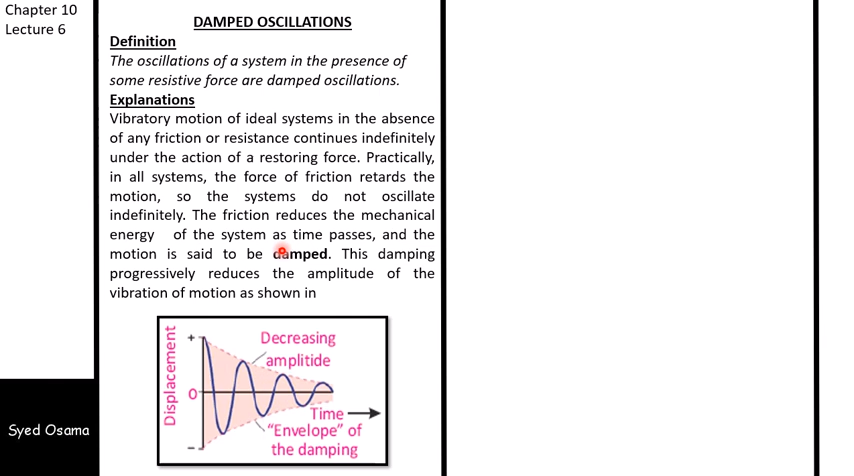 Chapter 10
Lecture 6
DAMPED OSCILLATIONS
Definition
The oscillations of a system in the presence of
some resistive force are damped oscillations.
Explanations
Vibratory motion of ideal systems in the absence
of any friction or resistance continues indefinitely
under the action of a restoring force. Practically,
in all systems, the force of friction retards the
motion, so the systems do not oscillate
indefinitely. The friction reduces the mechanical
energy of the system as time passes, and the
motion is said to be damped. This damping
progressively reduces the amplitude of the
vibration of motion as shown in
Displacement
+
0
–
Decreasing
amplitide
Time
"Envelope" of
the damping
Syed Osama